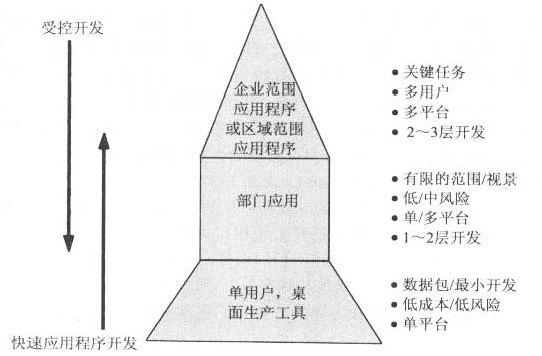 受控开发
企业范围
应用程序
或区域范围
应用程序
● 关键任务
● 多用户
● 多平台
● 2～3层开发
部门应用
● 有限的范围/视景
● 低/中风险
● 单/多平台
● 1～2层开发
单用户，桌
面生产工具
● 数据包/最小开发
● 低成本/低风险
● 单平台
快速应用程序开发